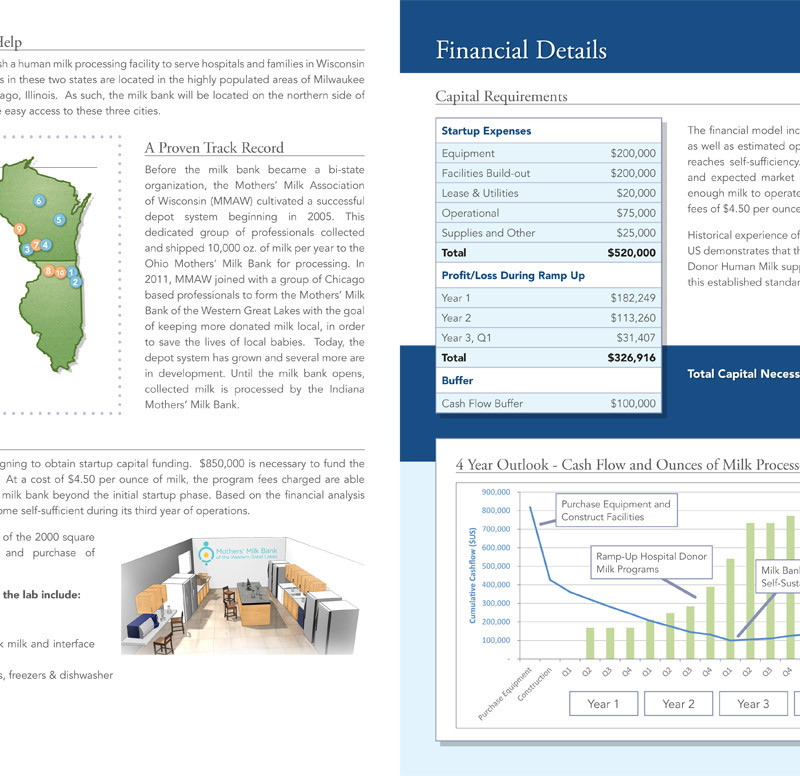 Help
sh a human milk processing facility to serve hospitals and families in Wisconsin
s in these two states are located in the highly populated areas of Milwaukee
ago, Illinois. As such, the milk bank will be located on the northern side of
e easy access to these three cities.
6
5
9
3
7
4
8
10
1
2
A Proven Track Record
Before the milk bank became a bi-state
organization, the Mothers' Milk Association
of Wisconsin (MMAW) cultivated a successful
depot system beginning in 2005. This
dedicated group of professionals collected
and shipped 10,000 oz. of milk per year to the
Ohio Mothers' Milk Bank for processing. In
2011, MMAW joined with a group of Chicago
based professionals to form the Mothers' Milk
Bank of the Western Great Lakes with the goal
of keeping more donated milk local, in order
to save the lives of local babies. Today, the
depot system has grown and several more are
in development. Until the milk bank opens,
collected milk is processed by the Indiana
Mothers' Milk Bank.
gning to obtain startup capital funding. $850,000 is necessary to fund the
At a cost of $4.50 per ounce of milk, the program fees charged are able
milk bank beyond the initial startup phase. Based on the financial analysis
ome self-sufficient during its third year of operations.
of the 2000 square
and purchase of
the lab include:
k milk and interface
s, freezers & dishwasher
Mothers' Milk Bank
of the Western Great Lakes
Financial Details
Capital Requirements
Startup Expenses
Equipment $200,000
Facilities Build-out $200,000
Lease & Utilities $20,000
Operational $75,000
Supplies and Other $25,000
Total $520,000
Profit/Loss During Ramp Up
Year 1 $182,249
Year 2 $113,260
Year 3, Q1 $31,407
Total $326,916
Buffer
Cash Flow Buffer $100,000
The financial model inc
as well as estimated op
reaches self-sufficiency.
and expected market
enough milk to operate
fees of $4.50 per ounce
Historical experience of
US demonstrates that th
Donor Human Milk supp
this established standar
Total Capital Necess
4 Year Outlook - Cash Flow and Ounces of Milk Process
Cumulative Cashflow ($US)
900,000
800,000
700,000
600,000
500,000
400,000
300,000
200,000
100,000
-
Purchase Equipment and
Construct Facilities
Ramp-Up Hospital Donor
Milk Programs
Milk Bank
Self-Susta
Purchase Equipment
Construction
Q1
Q2
Q3
Q4
Q1
Q2
Q3
Q4
Q1
Q2
Q3
Q4
Year 1
Year 2
Year 3